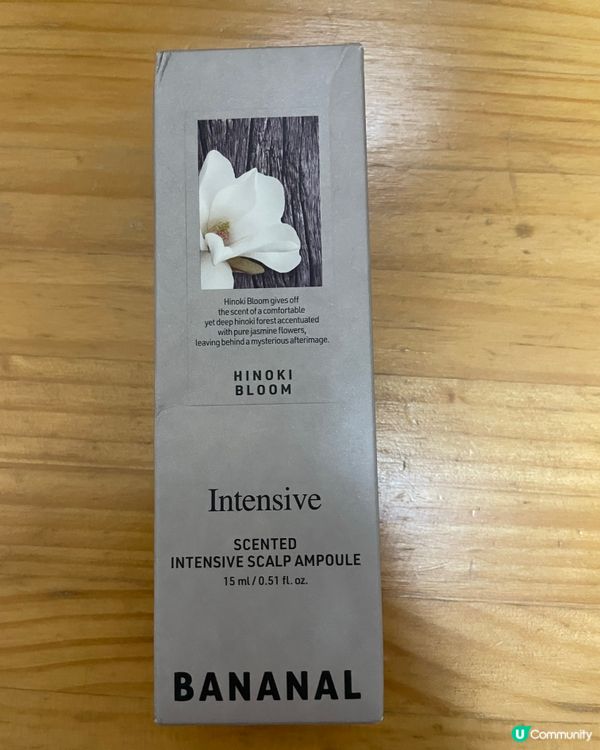 Hinoki Bloom gives off
the scent of a comfortable
yet deep hinoki forest accentuated
with pure jasmine flowers,
leaving behind a mysterious afterimage.
HINOKI
BLOOM
Intensive
SCENTED
INTENSIVE SCALP AMPOULE
15 ml / 0.51 fl. oz.
BANANAL
U Community